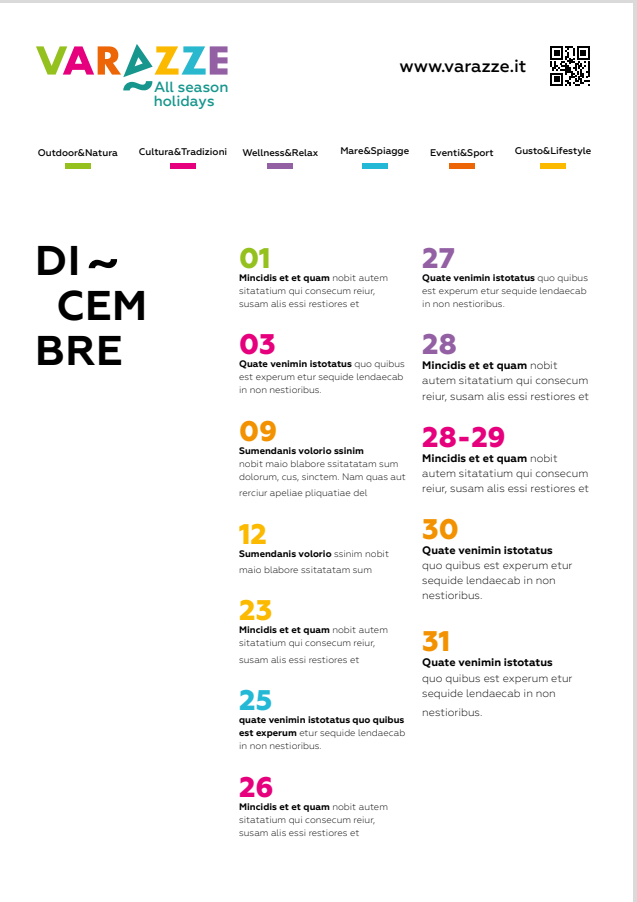 VARAZZE
All season
holidays
www.varazze.it
Outdoor&Natura
Cultura&Tradizioni
Wellness&Relax
Mare&Spiagge
Eventi&Sport
Gusto&Lifestyle
DI ~
CEM
BRE
01
Mincidis et et quam nobit autem
sitatatium qui consecum reiur,
susam alis essi restiores et
03
Quate venimin istotatus quo quibus
est experum etur sequide lendaecab
in non nestioribus.
09
Sumendanis volorio ssinim
nobit maio blabore ssitatatam sum
dolorum, cus, sinctem. Nam quas aut
rerciur apeliae pliquatiae del
12
Sumendanis volorio ssinim nobit
maio blabore ssitatatam sum
23
Mincidis et et quam nobit autem
sitatatium qui consecum reiur,
susam alis essi restiores et
25
quate venimin istotatus quo quibus
est experum etur sequide lendaecab
in non nestioribus.
26
Mincidis et et quam nobit autem
sitatatium qui consecum reiur,
susam alis essi restiores et
27
Quate venimin istotatus quo quibus
est experum etur sequide lendaecab
in non nestioribus.
28
Mincidis et et quam nobit
autem sitatatium qui consecum
reiur, susam alis essi restiores et
28-29
Mincidis et et quam nobit
autem sitatatium qui consecum
reiur, susam alis essi restiores et
30
Quate venimin istotatus
quo quibus est experum etur
sequide lendaecab in non
nestioribus.
31
Quate venimin istotatus
quo quibus est experum etur
sequide lendaecab in non
nestioribus.